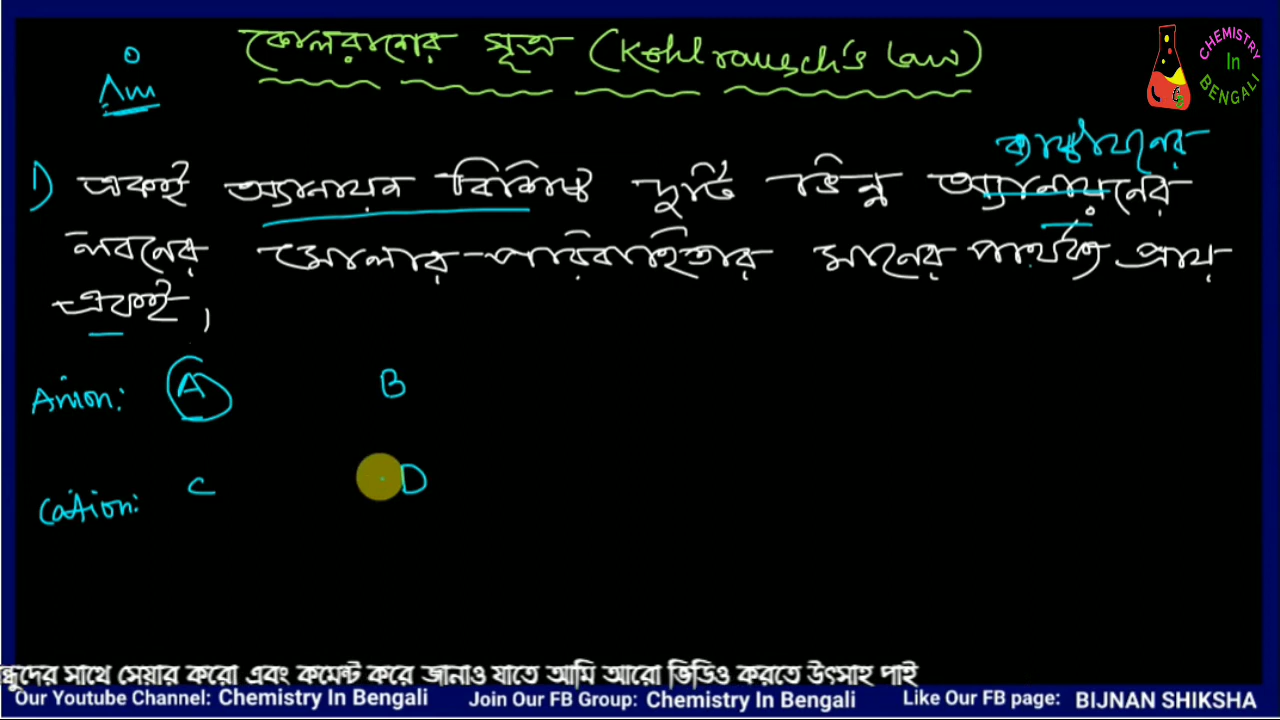 কোলরাশের সূত্র (Kohlrausch's Law)
Λm°
ক্যাটায়নের
1) একই অ্যানায়ন বিশিষ্ট দুটি ভিন্ন অ্যানায়নের
লবনের মোলার-পরিবাহিতার মানের পার্থক্য প্রায়
একই,
Anion: A B
Cation: C D
CHEMISTRY In BENGALI
ন্ধুদের সাথে সেয়ার করো এবং কমেন্ট করে জানাও যাতে আমি আরো ভিডিও করতে উৎসাহ পাই
Our Youtube Channel: Chemistry In Bengali Join Our FB Group: Chemistry In Bengali Like Our FB page: BIJNAN SHIKSHA